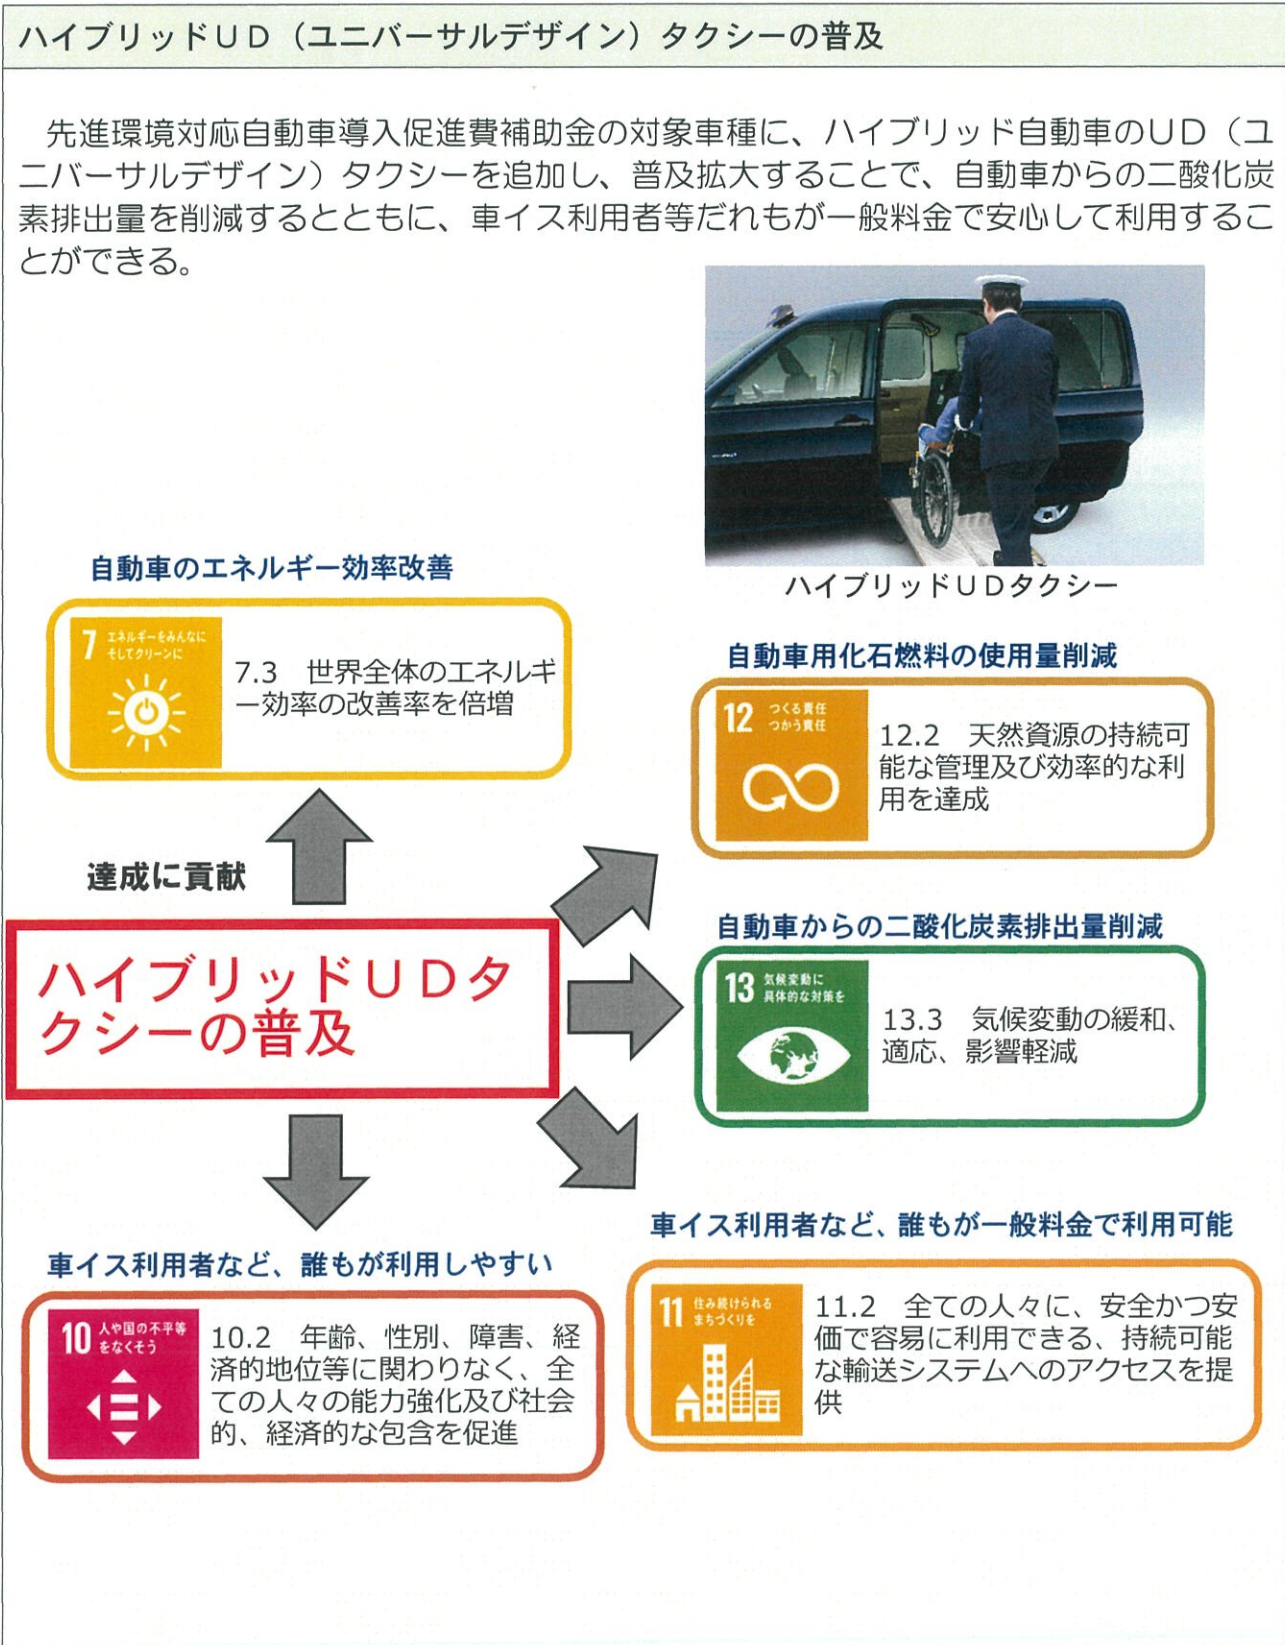 ハイブリッドUD（ユニバーサルデザイン）タクシーの普及
先進環境対応自動車導入促進費補助金の対象車種に、ハイブリッド自動車のUD（ユ
ニバーサルデザイン）タクシーを追加し、普及拡大することで、自動車からの二酸化炭
素排出量を削減するとともに、車イス利用者等だれもが一般料金で安心して利用するこ
とができる。
ハイブリッドUDタクシー
自動車のエネルギー効率改善
7 エネルギーをみんなに
そしてクリーンに
7.3　世界全体のエネルギ
ー効率の改善率を倍増
自動車用化石燃料の使用量削減
12 つくる責任
つかう責任
12.2　天然資源の持続可
能な管理及び効率的な利
用を達成
達成に貢献
ハイブリッドUDタ
クシーの普及
自動車からの二酸化炭素排出量削減
13 気候変動に
具体的な対策を
13.3　気候変動の緩和、
適応、影響軽減
車イス利用者など、誰もが利用しやすい
10 人や国の不平等
をなくそう
10.2　年齢、性別、障害、経
済的地位等に関わりなく、全
ての人々の能力強化及び社会
的、経済的な包含を促進
車イス利用者など、誰もが一般料金で利用可能
11 住み続けられる
まちづくりを
11.2　全ての人々に、安全かつ安
価で容易に利用できる、持続可能
な輸送システムへのアクセスを提
供